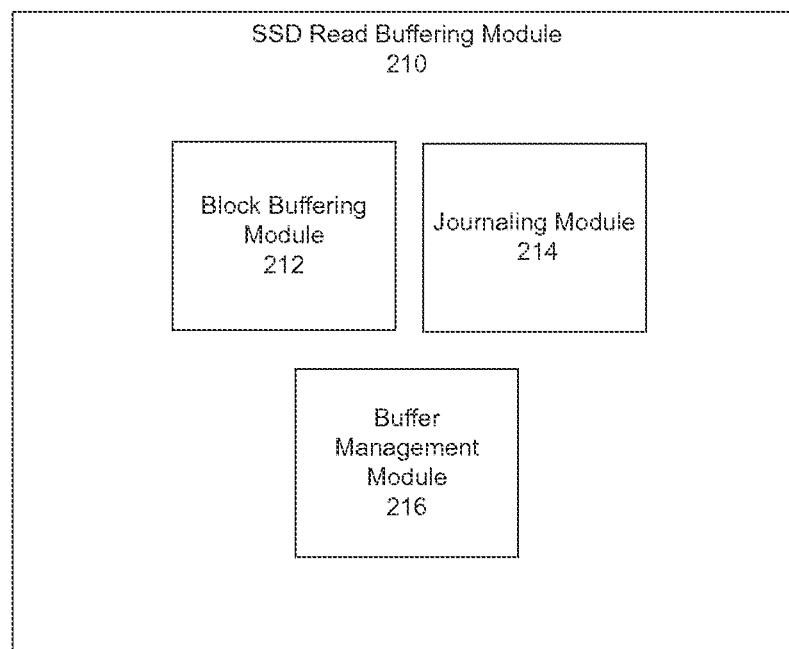 SSD Read Buffering Module
210
Block Buffering
Module
212
Journaling Module
214
Buffer
Management
Module
216